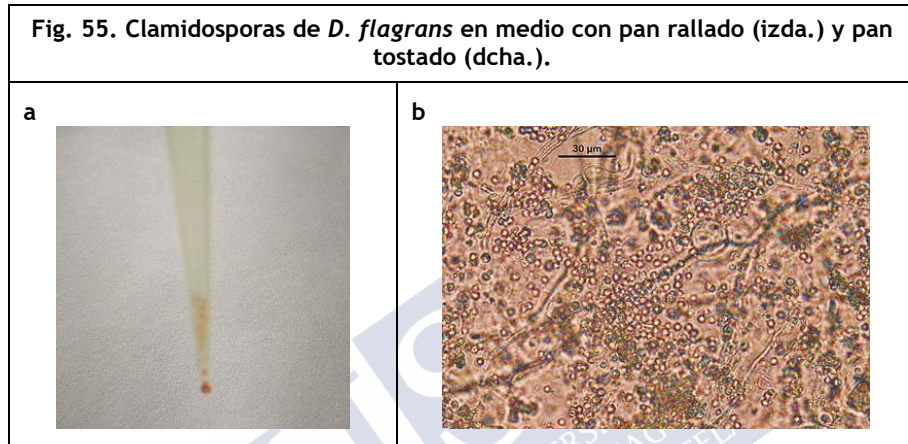 Fig. 55. Clamidosporas de D. flagrans en medio con pan rallado (izda.) y pan
tostado (dcha.).
a
b
30 µm